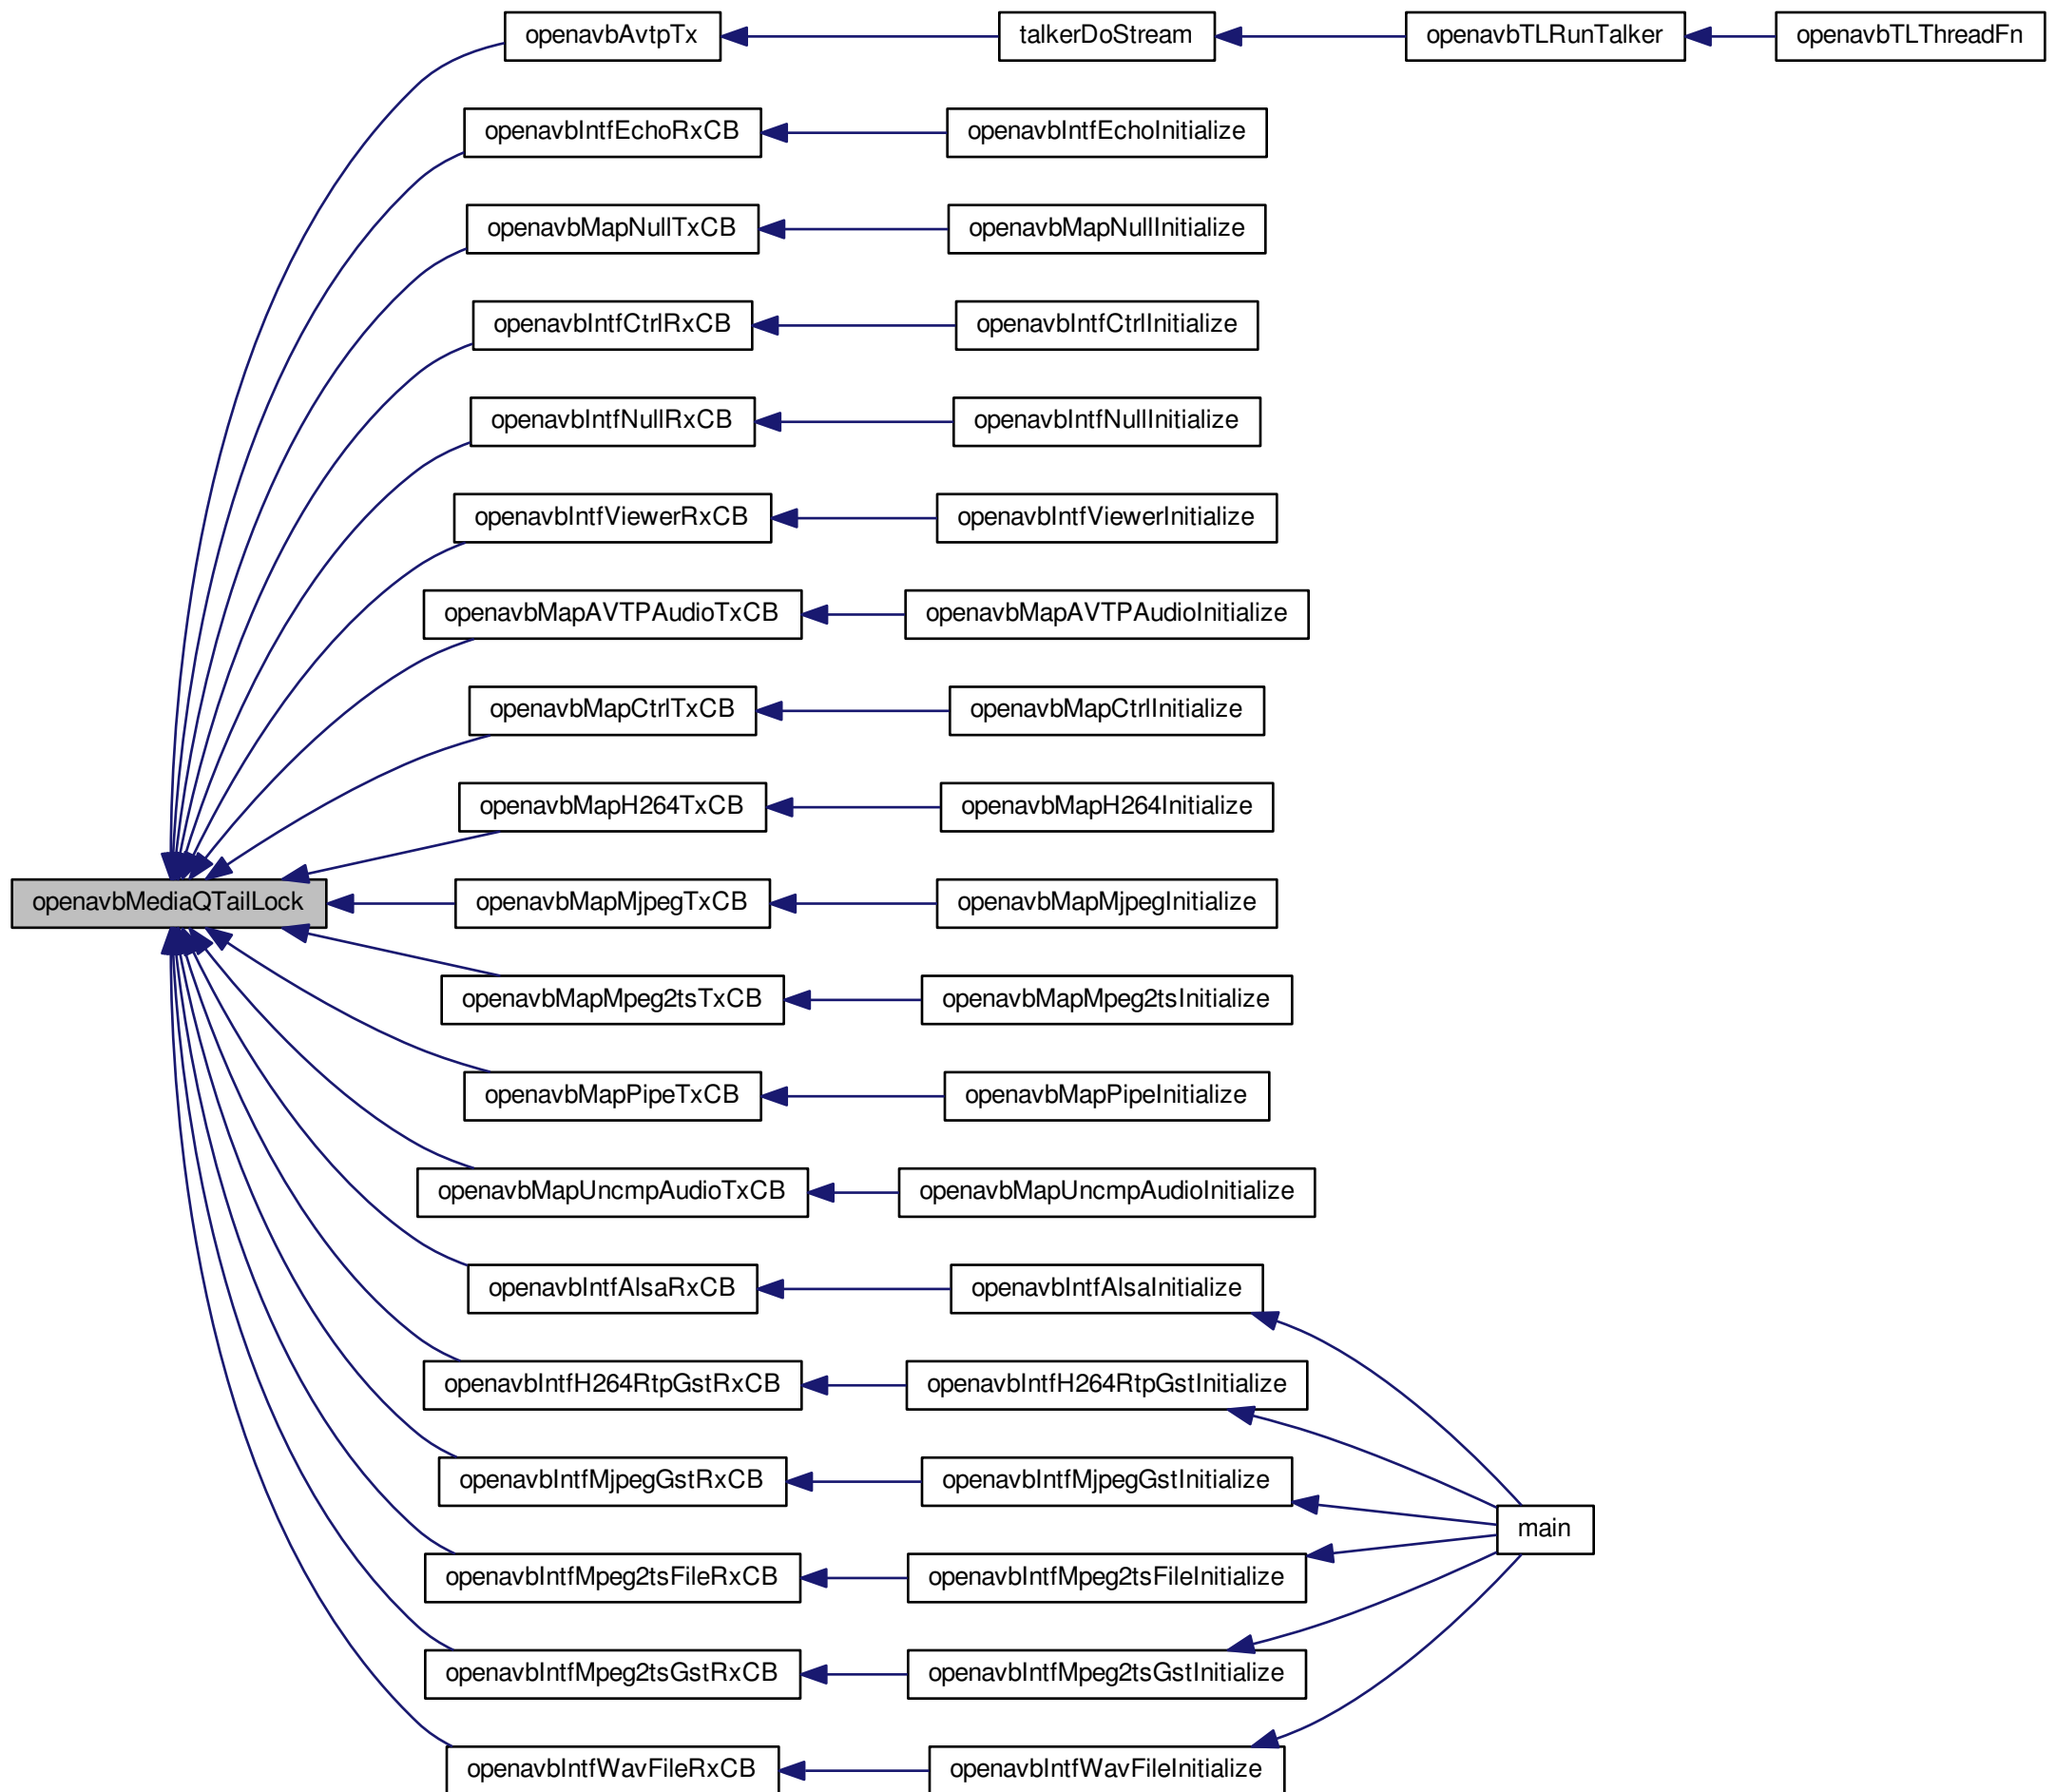 openavbAvtpTx talkerDoStream openavbTLRunTalker openavbTLThreadFn
openavbIntfEchoRxCB openavbIntfEchoInitialize
openavbMapNullTxCB openavbMapNullInitialize
openavbIntfCtrlRxCB openavbIntfCtrlInitialize
openavbIntfNullRxCB openavbIntfNullInitialize
openavbIntfViewerRxCB openavbIntfViewerInitialize
openavbMapAVTPAudioTxCB openavbMapAVTPAudioInitialize
openavbMapCtrlTxCB openavbMapCtrlInitialize
openavbMapH264TxCB openavbMapH264Initialize
openavbMediaQTailLock openavbMapMjpegTxCB openavbMapMjpegInitialize
openavbMapMpeg2tsTxCB openavbMapMpeg2tsInitialize
openavbMapPipeTxCB openavbMapPipeInitialize
openavbMapUncmpAudioTxCB openavbMapUncmpAudioInitialize
openavbIntfAlsaRxCB openavbIntfAlsaInitialize
openavbIntfH264RtpGstRxCB openavbIntfH264RtpGstInitialize
openavbIntfMjpegGstRxCB openavbIntfMjpegGstInitialize
main
openavbIntfMpeg2tsFileRxCB openavbIntfMpeg2tsFileInitialize
openavbIntfMpeg2tsGstRxCB openavbIntfMpeg2tsGstInitialize
openavbIntfWavFileRxCB openavbIntfWavFileInitialize